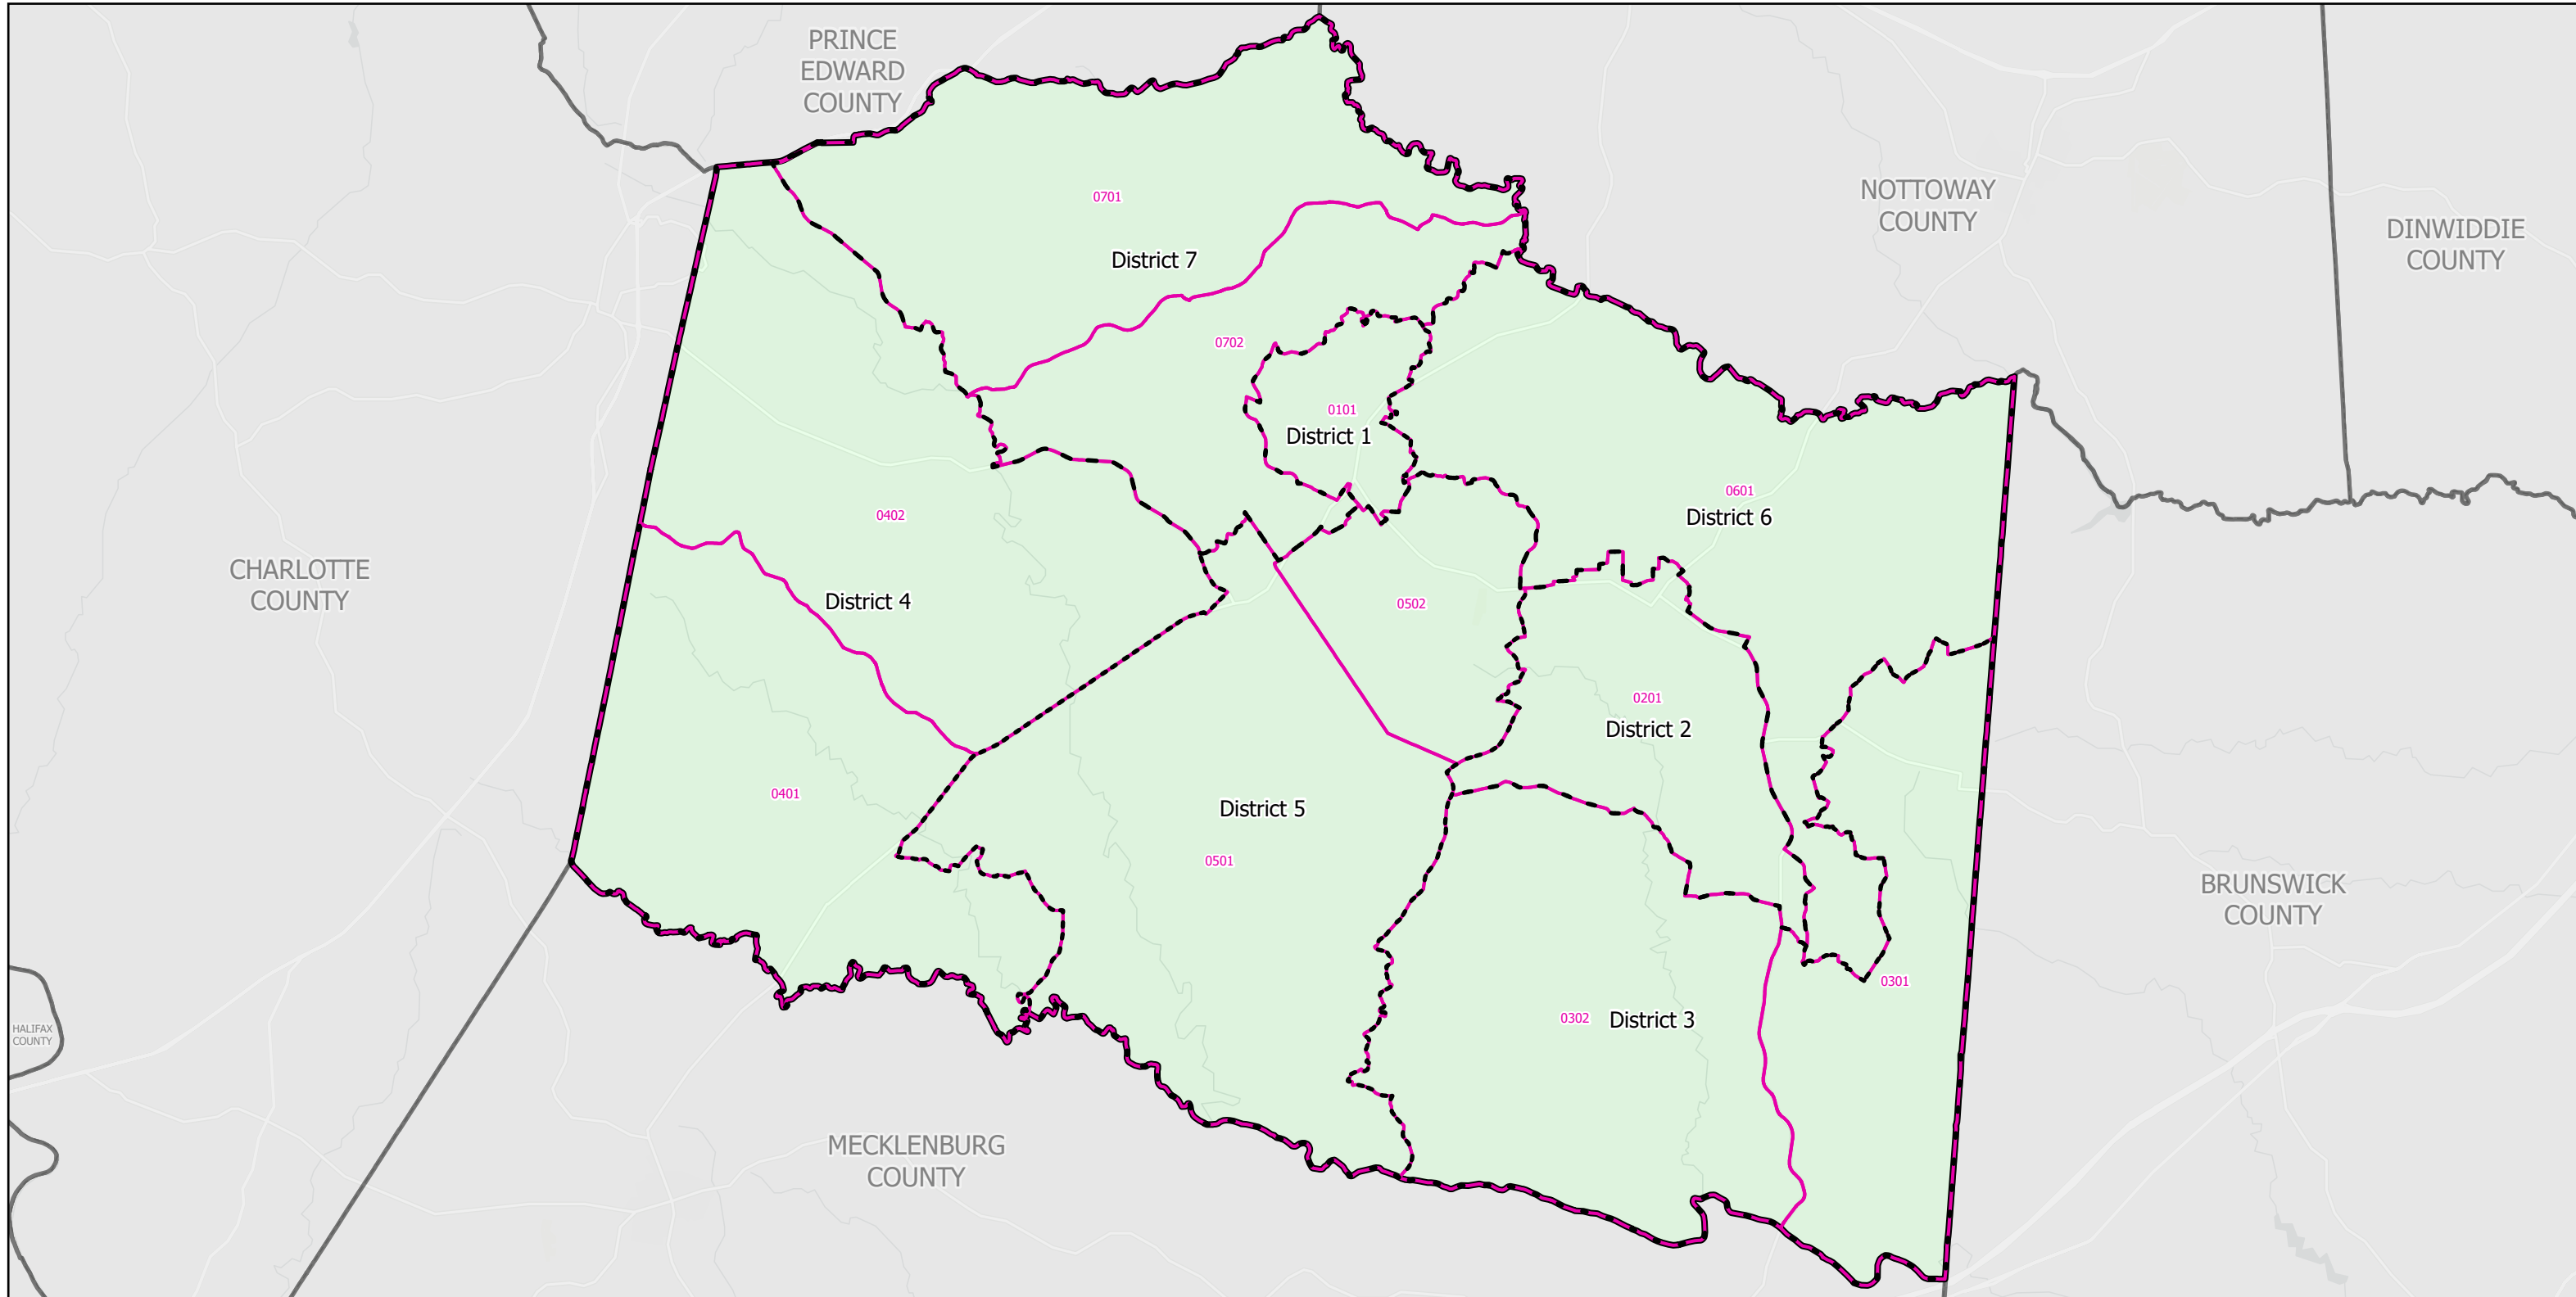 PRINCE
EDWARD
COUNTY
NOTTOWAY
COUNTY
DINWIDDIE
COUNTY
0701
District 7
0702
0101
District 1
0601
District 6
0402
CHARLOTTE
COUNTY
District 4
0502
0201
District 2
0401
District 5
0501
BRUNSWICK
COUNTY
0301
0302 District 3
HALIFAX
COUNTY
MECKLENBURG
COUNTY